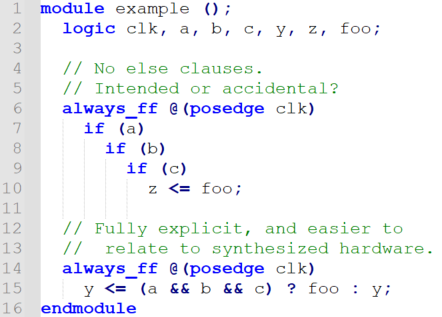 1 module example ();
2 logic clk, a, b, c, y, z, foo;
3
4 // No else clauses.
5 // Intended or accidental?
6 always_ff @(posedge clk)
7 if (a)
8 if (b)
9 if (c)
10 z <= foo;
11
12 // Fully explicit, and easier to
13 // relate to synthesized hardware.
14 always_ff @(posedge clk)
15 y <= (a && b && c) ? foo : y;
16 endmodule